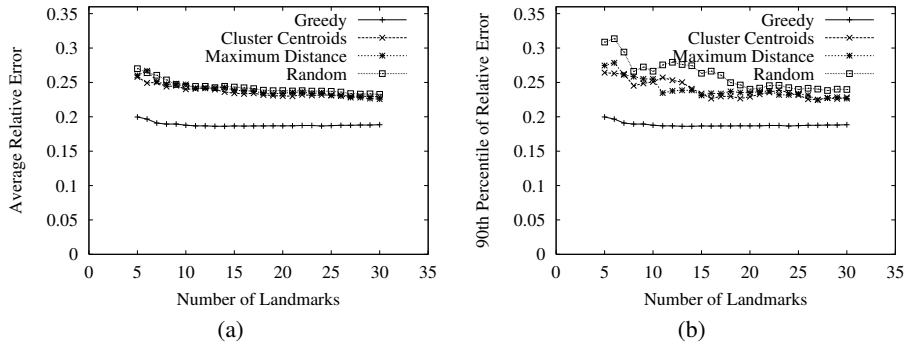 0
0.05
0.1
0.15
0.2
0.25
0.3
0.35
0
5
10
15
20
25
30
35
Average Relative Error
Number of Landmarks
Greedy
Cluster Centroids
Maximum Distance
Random
(a)
0
0.05
0.1
0.15
0.2
0.25
0.3
0.35
0
5
10
15
20
25
30
35
90th Percentile of Relative Error
Number of Landmarks
Greedy
Cluster Centroids
Maximum Distance
Random
(b)